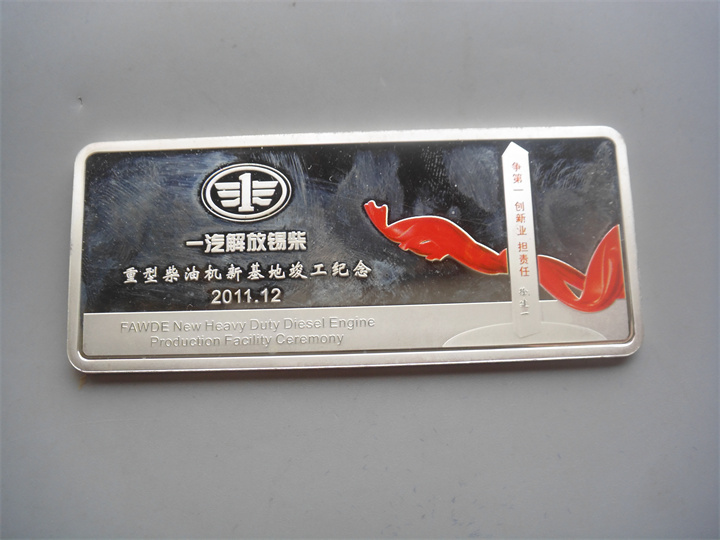 一汽解放锡柴
重型柴油机新基地竣工纪念
2011.12
FAWDE New Heavy Duty Diesel Engine
Production Facility Ceremony
争第一 创新业 担责任